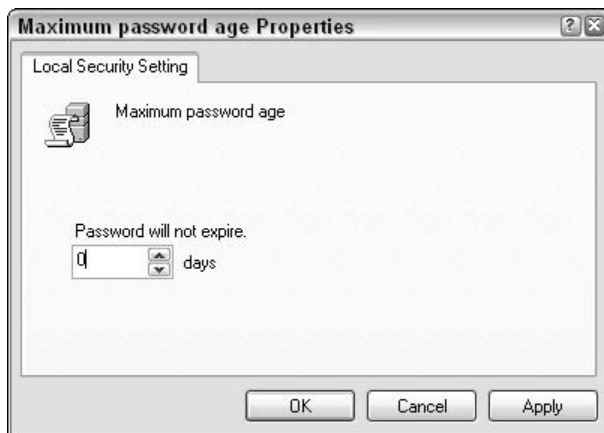 Maximum password age Properties
Local Security Setting
Maximum password age
Password will not expire.
0 days
OK Cancel Apply